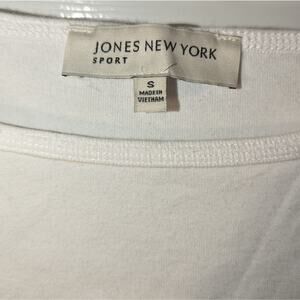 JONES NEW YORK
SPORT
S
MADE IN
VIETNAM